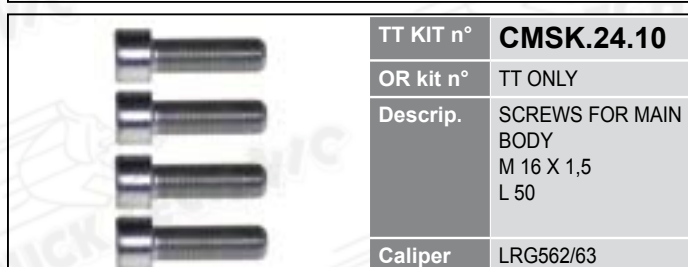 TT KIT n° CMSK.24.10
OR kit n° TT ONLY
Descrip. SCREWS FOR MAIN
BODY
M 16 X 1,5
L 50
Caliper LRG562/63